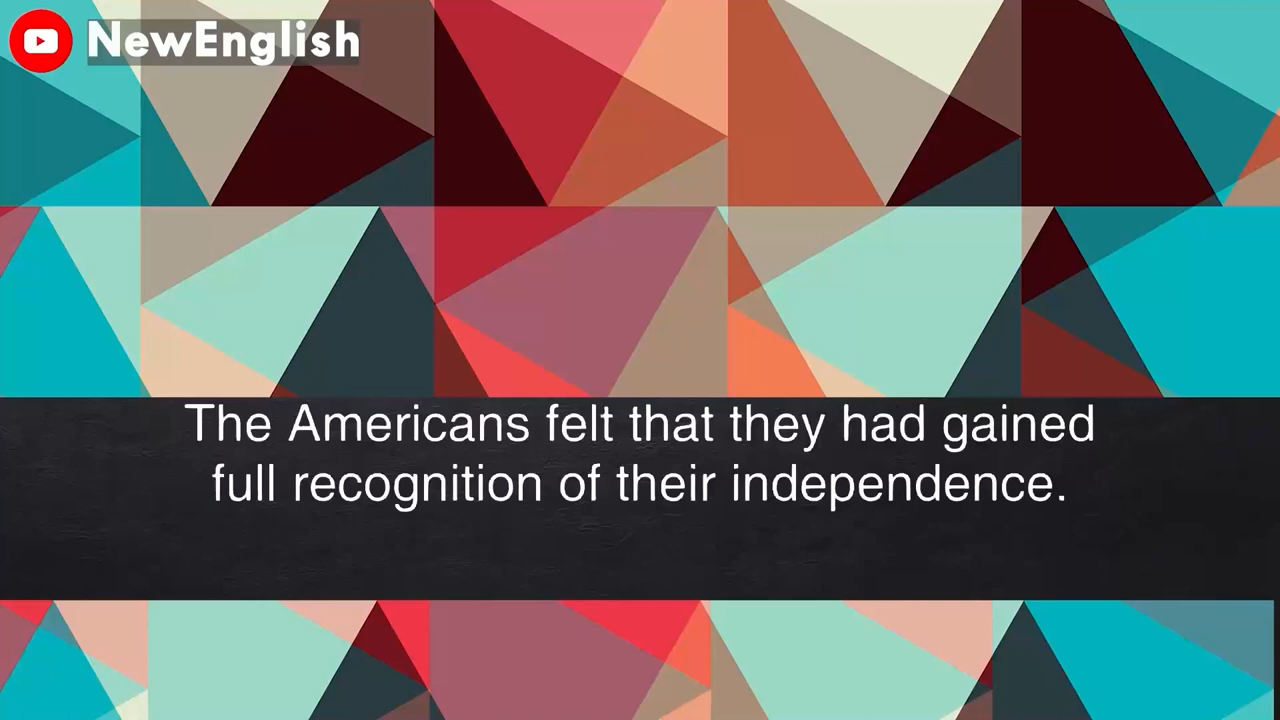 NewEnglish
The Americans felt that they had gained
full recognition of their independence.